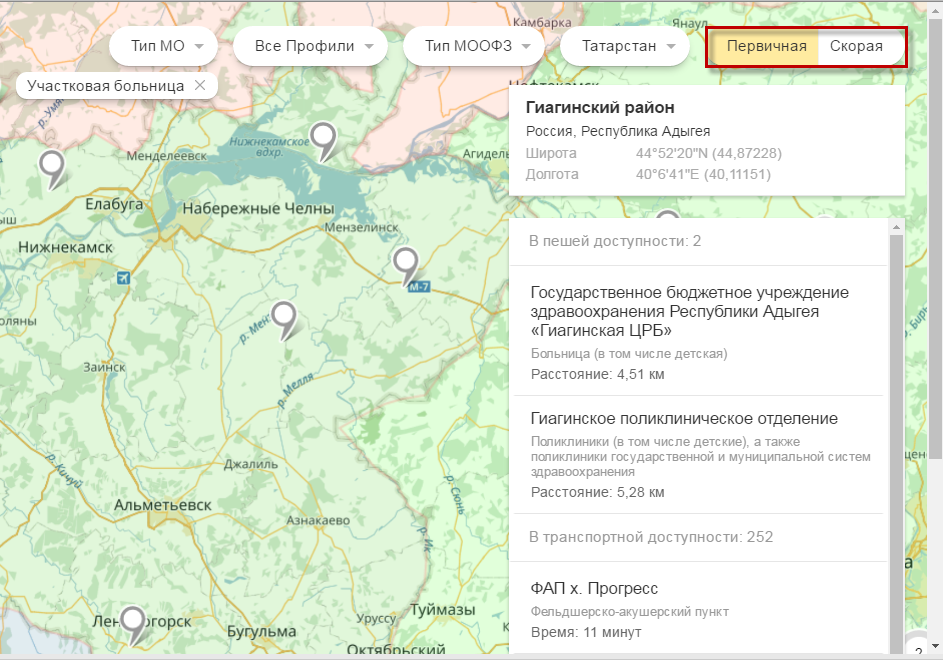 Камбарка
Янаул
Тип МО
Все Профили
Тип МООФЗ
Татарстан
Первичная
Скорая
Участковая больница
Нефтекамск
р. Умяк
Гиагинский район
Россия, Республика Адыгея
Широта 44°52'20"N (44,87228)
Долгота 40°6'41"E (40,11151)
Нижнекамское
вдхр.
Менделеевск
Агидель
Елабуга
Набережные Челны
Мензелинск
Нижнекамск
В пешей доступности: 2
М-7
Государственное бюджетное учреждение
здравоохранения Республики Адыгея
«Гиагинская ЦРБ»
Больница (в том числе детская)
Расстояние: 4,51 км
Заинск
р. Мелля
Гиагинское поликлиническое отделение
Поликлиники (в том числе детские), а также
поликлиники государственной и муниципальной систем
здравоохранения
Расстояние: 5,28 км
р. Кичуй
Джалиль
р. Сюнь
Альметьевск
Азнакаево
р. Ик
В транспортной доступности: 252
ФАП х. Прогресс
Фельдшерско-акушерский пункт
Время: 11 минут
Туймазы
Уруссу
Бугульма
Октябрьский
2